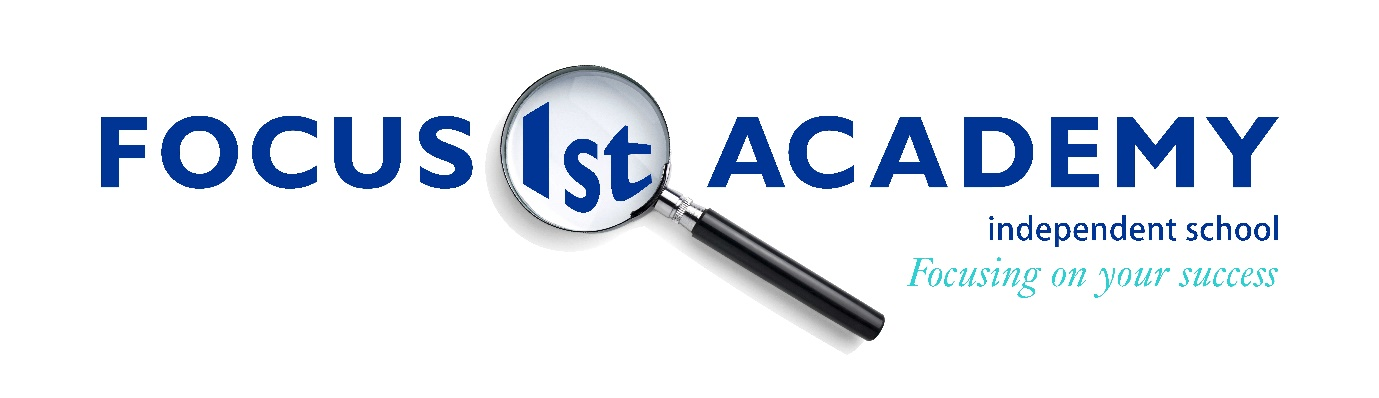 FOCUS 1st ACADEMY
independent school
Focusing on your success